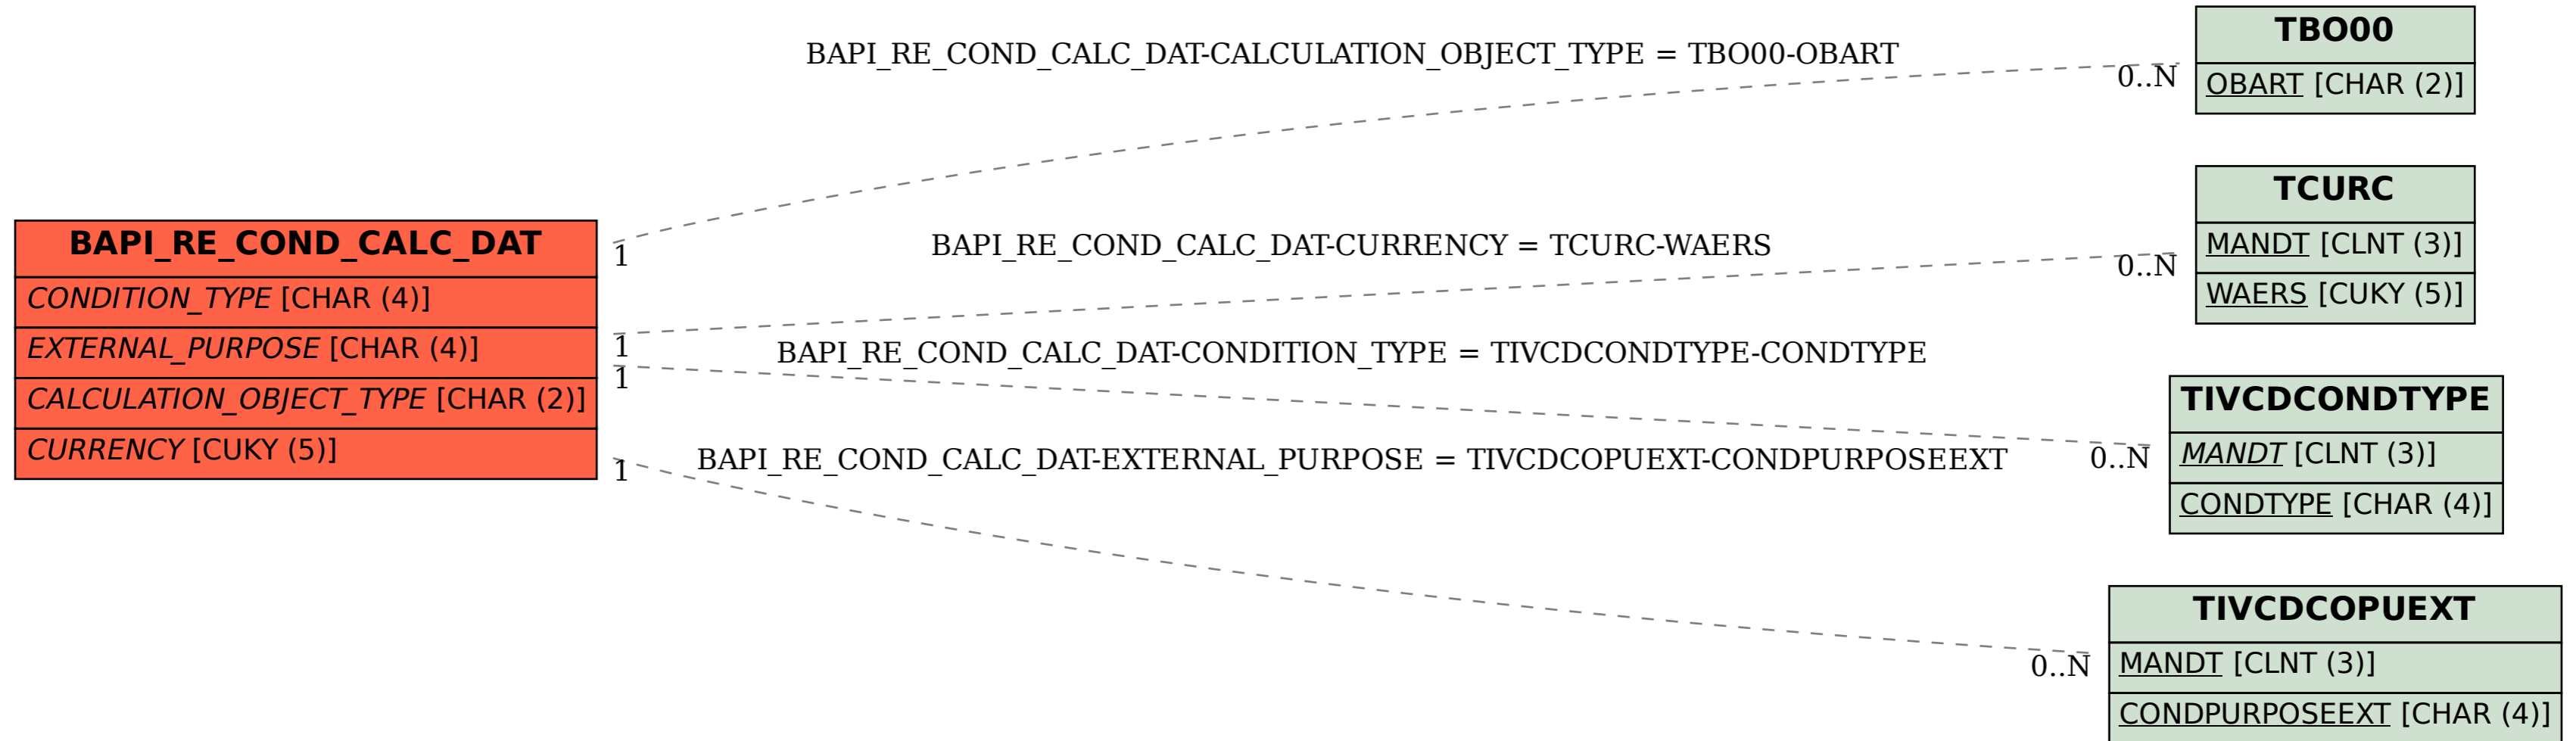 BAPI_RE_COND_CALC_DAT
CONDITION_TYPE [CHAR (4)]
EXTERNAL_PURPOSE [CHAR (4)]
CALCULATION_OBJECT_TYPE [CHAR (2)]
CURRENCY [CUKY (5)]
BAPI_RE_COND_CALC_DAT-CALCULATION_OBJECT_TYPE = TBO00-OBART
1
0..N
BAPI_RE_COND_CALC_DAT-CURRENCY = TCURC-WAERS
1
0..N
BAPI_RE_COND_CALC_DAT-CONDITION_TYPE = TIVCDCONDTYPE-CONDTYPE
1
0..N
BAPI_RE_COND_CALC_DAT-EXTERNAL_PURPOSE = TIVCDCOPUEXT-CONDPURPOSEEXT
1
0..N
TBO00
OBART [CHAR (2)]
TCURC
MANDT [CLNT (3)]
WAERS [CUKY (5)]
TIVCDCONDTYPE
MANDT [CLNT (3)]
CONDTYPE [CHAR (4)]
TIVCDCOPUEXT
MANDT [CLNT (3)]
CONDPURPOSEEXT [CHAR (4)]